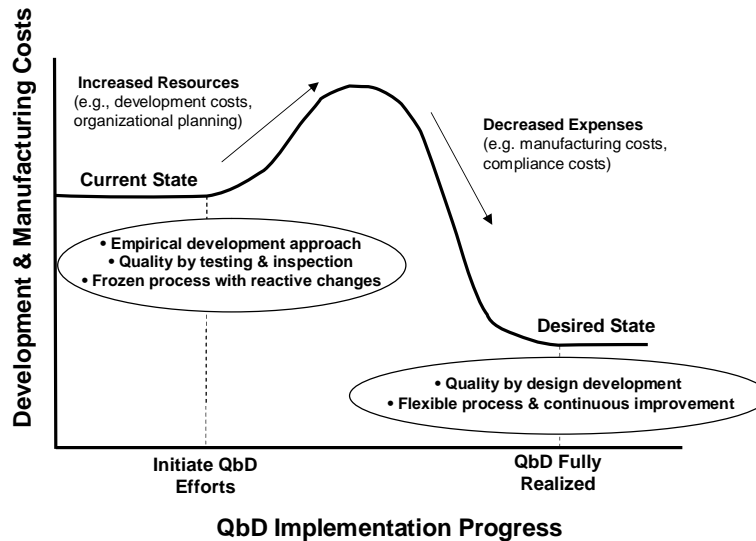 Development & Manufacturing Costs
Increased Resources
(e.g., development costs,
organizational planning)
Decreased Expenses
(e.g. manufacturing costs,
compliance costs)
Current State
• Empirical development approach
• Quality by testing & inspection
• Frozen process with reactive changes
Desired State
• Quality by design development
• Flexible process & continuous improvement
Initiate QbD
Efforts
QbD Fully
Realized
QbD Implementation Progress